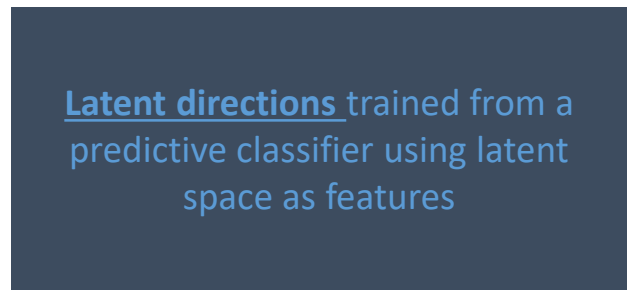 Latent directions trained from a
predictive classifier using latent
space as features